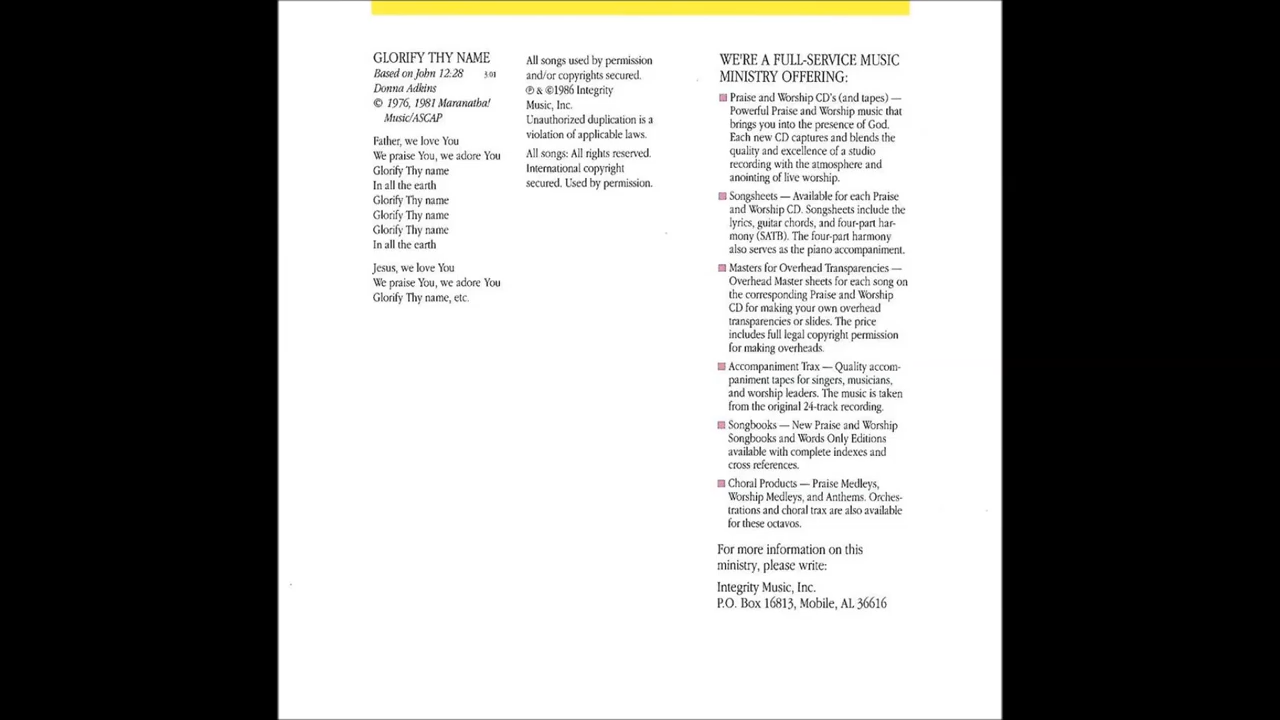 GLORIFY THY NAME
Based on John 12:28 3:01
Donna Adkins
© 1976, 1981 Maranatha!
Music/ASCAP
Father, we love You
We praise You, we adore You
Glorify Thy name
In all the earth
Glorify Thy name
Glorify Thy name
Glorify Thy name
In all the earth
Jesus, we love You
We praise You, we adore You
Glorify Thy name, etc.
All songs used by permission
and/or copyrights secured.
℗ & ©1986 Integrity
Music, Inc.
Unauthorized duplication is a
violation of applicable laws.
All songs: All rights reserved.
International copyright
secured. Used by permission.
WE'RE A FULL-SERVICE MUSIC
MINISTRY OFFERING:
Praise and Worship CD's (and tapes) —
Powerful Praise and Worship music that
brings you into the presence of God.
Each new CD captures and blends the
quality and excellence of a studio
recording with the atmosphere and
anointing of live worship.
Songsheets — Available for each Praise
and Worship CD. Songsheets include the
lyrics, guitar chords, and four-part har-
mony (SATB). The four-part harmony
also serves as the piano accompaniment.
Masters for Overhead Transparencies —
Overhead Master sheets for each song on
the corresponding Praise and Worship
CD for making your own overhead
transparencies or slides. The price
includes full legal copyright permission
for making overheads.
Accompaniment Trax — Quality accom-
paniment tapes for singers, musicians,
and worship leaders. The music is taken
from the original 24-track recording.
Songbooks — New Praise and Worship
Songbooks and Words Only Editions
available with complete indexes and
cross references.
Choral Products — Praise Medleys,
Worship Medleys, and Anthems. Orches-
trations and choral trax are also available
for these octavos.
For more information on this
ministry, please write:
Integrity Music, Inc.
P.O. Box 16813, Mobile, AL 36616